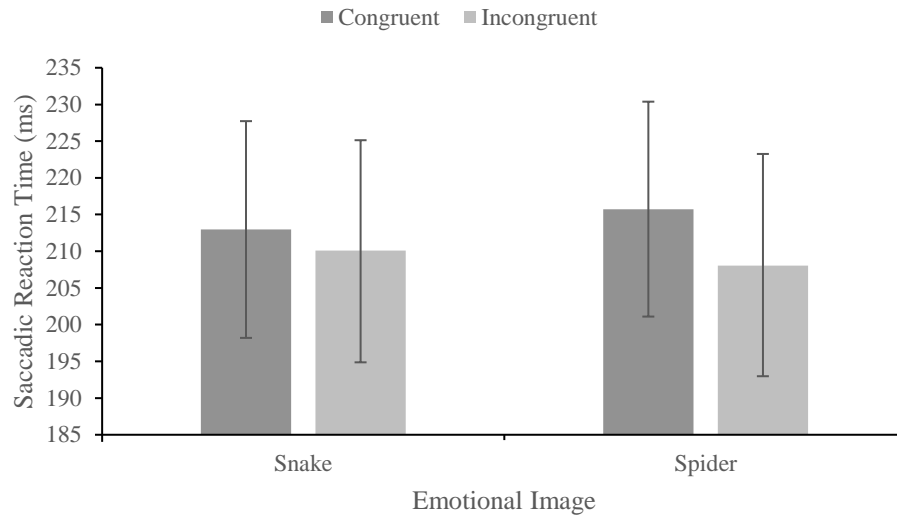 Congruent Incongruent
Saccadic Reaction Time (ms)
235
230
225
220
215
210
205
200
195
190
185
Snake Spider
Emotional Image